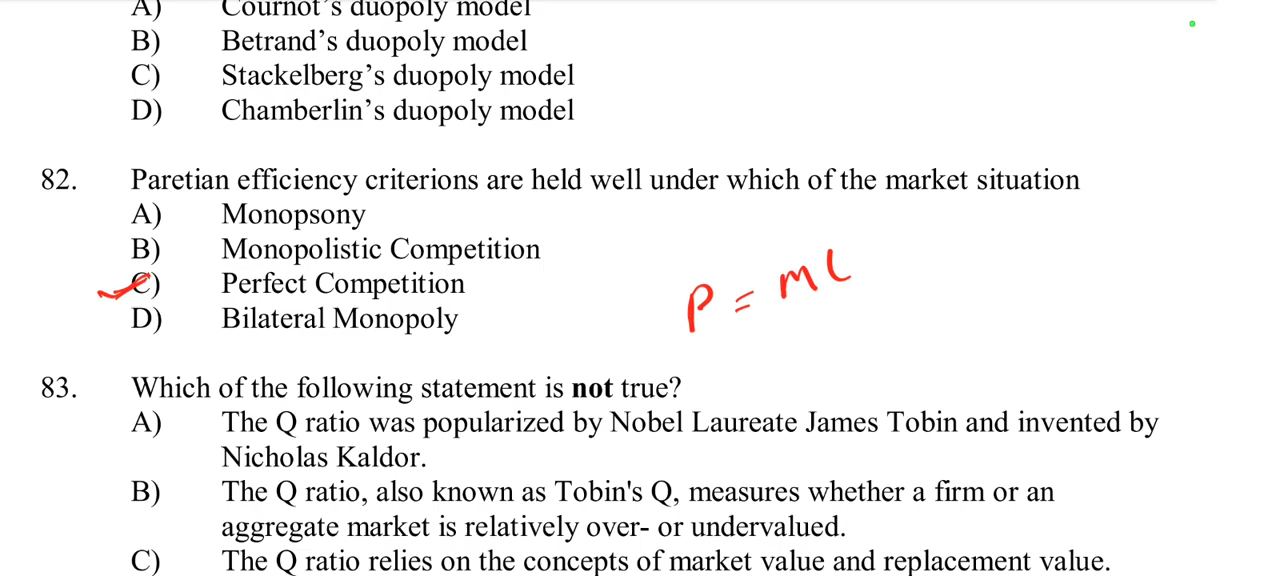 A) Cournot's duopoly model
B) Betrand's duopoly model
C) Stackelberg's duopoly model
D) Chamberlin's duopoly model
82. Paretian efficiency criterions are held well under which of the market situation
A) Monopsony
B) Monopolistic Competition
C) Perfect Competition
D) Bilateral Monopoly
P = MC
83. Which of the following statement is not true?
A) The Q ratio was popularized by Nobel Laureate James Tobin and invented by
Nicholas Kaldor.
B) The Q ratio, also known as Tobin's Q, measures whether a firm or an
aggregate market is relatively over- or undervalued.
C) The Q ratio relies on the concepts of market value and replacement value.